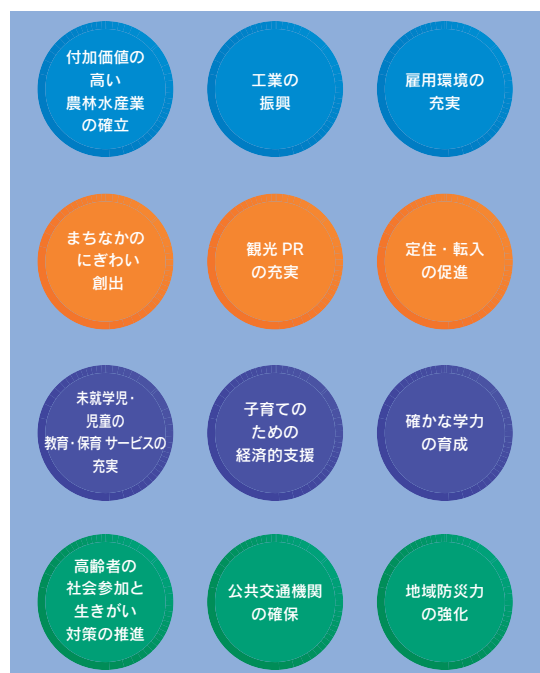 付加価値の
高い
農林水産業
の確立
工業の
振興
雇用環境の
充実
まちなかの
にぎわい
創出
観光 PR
の充実
定住・転入
の促進
未就学児・
児童の
教育・保育 サービスの
充実
子育ての
ための
経済的支援
確かな学力
の育成
高齢者の
社会参加と
生きがい
対策の推進
公共交通機関
の確保
地域防災力
の強化